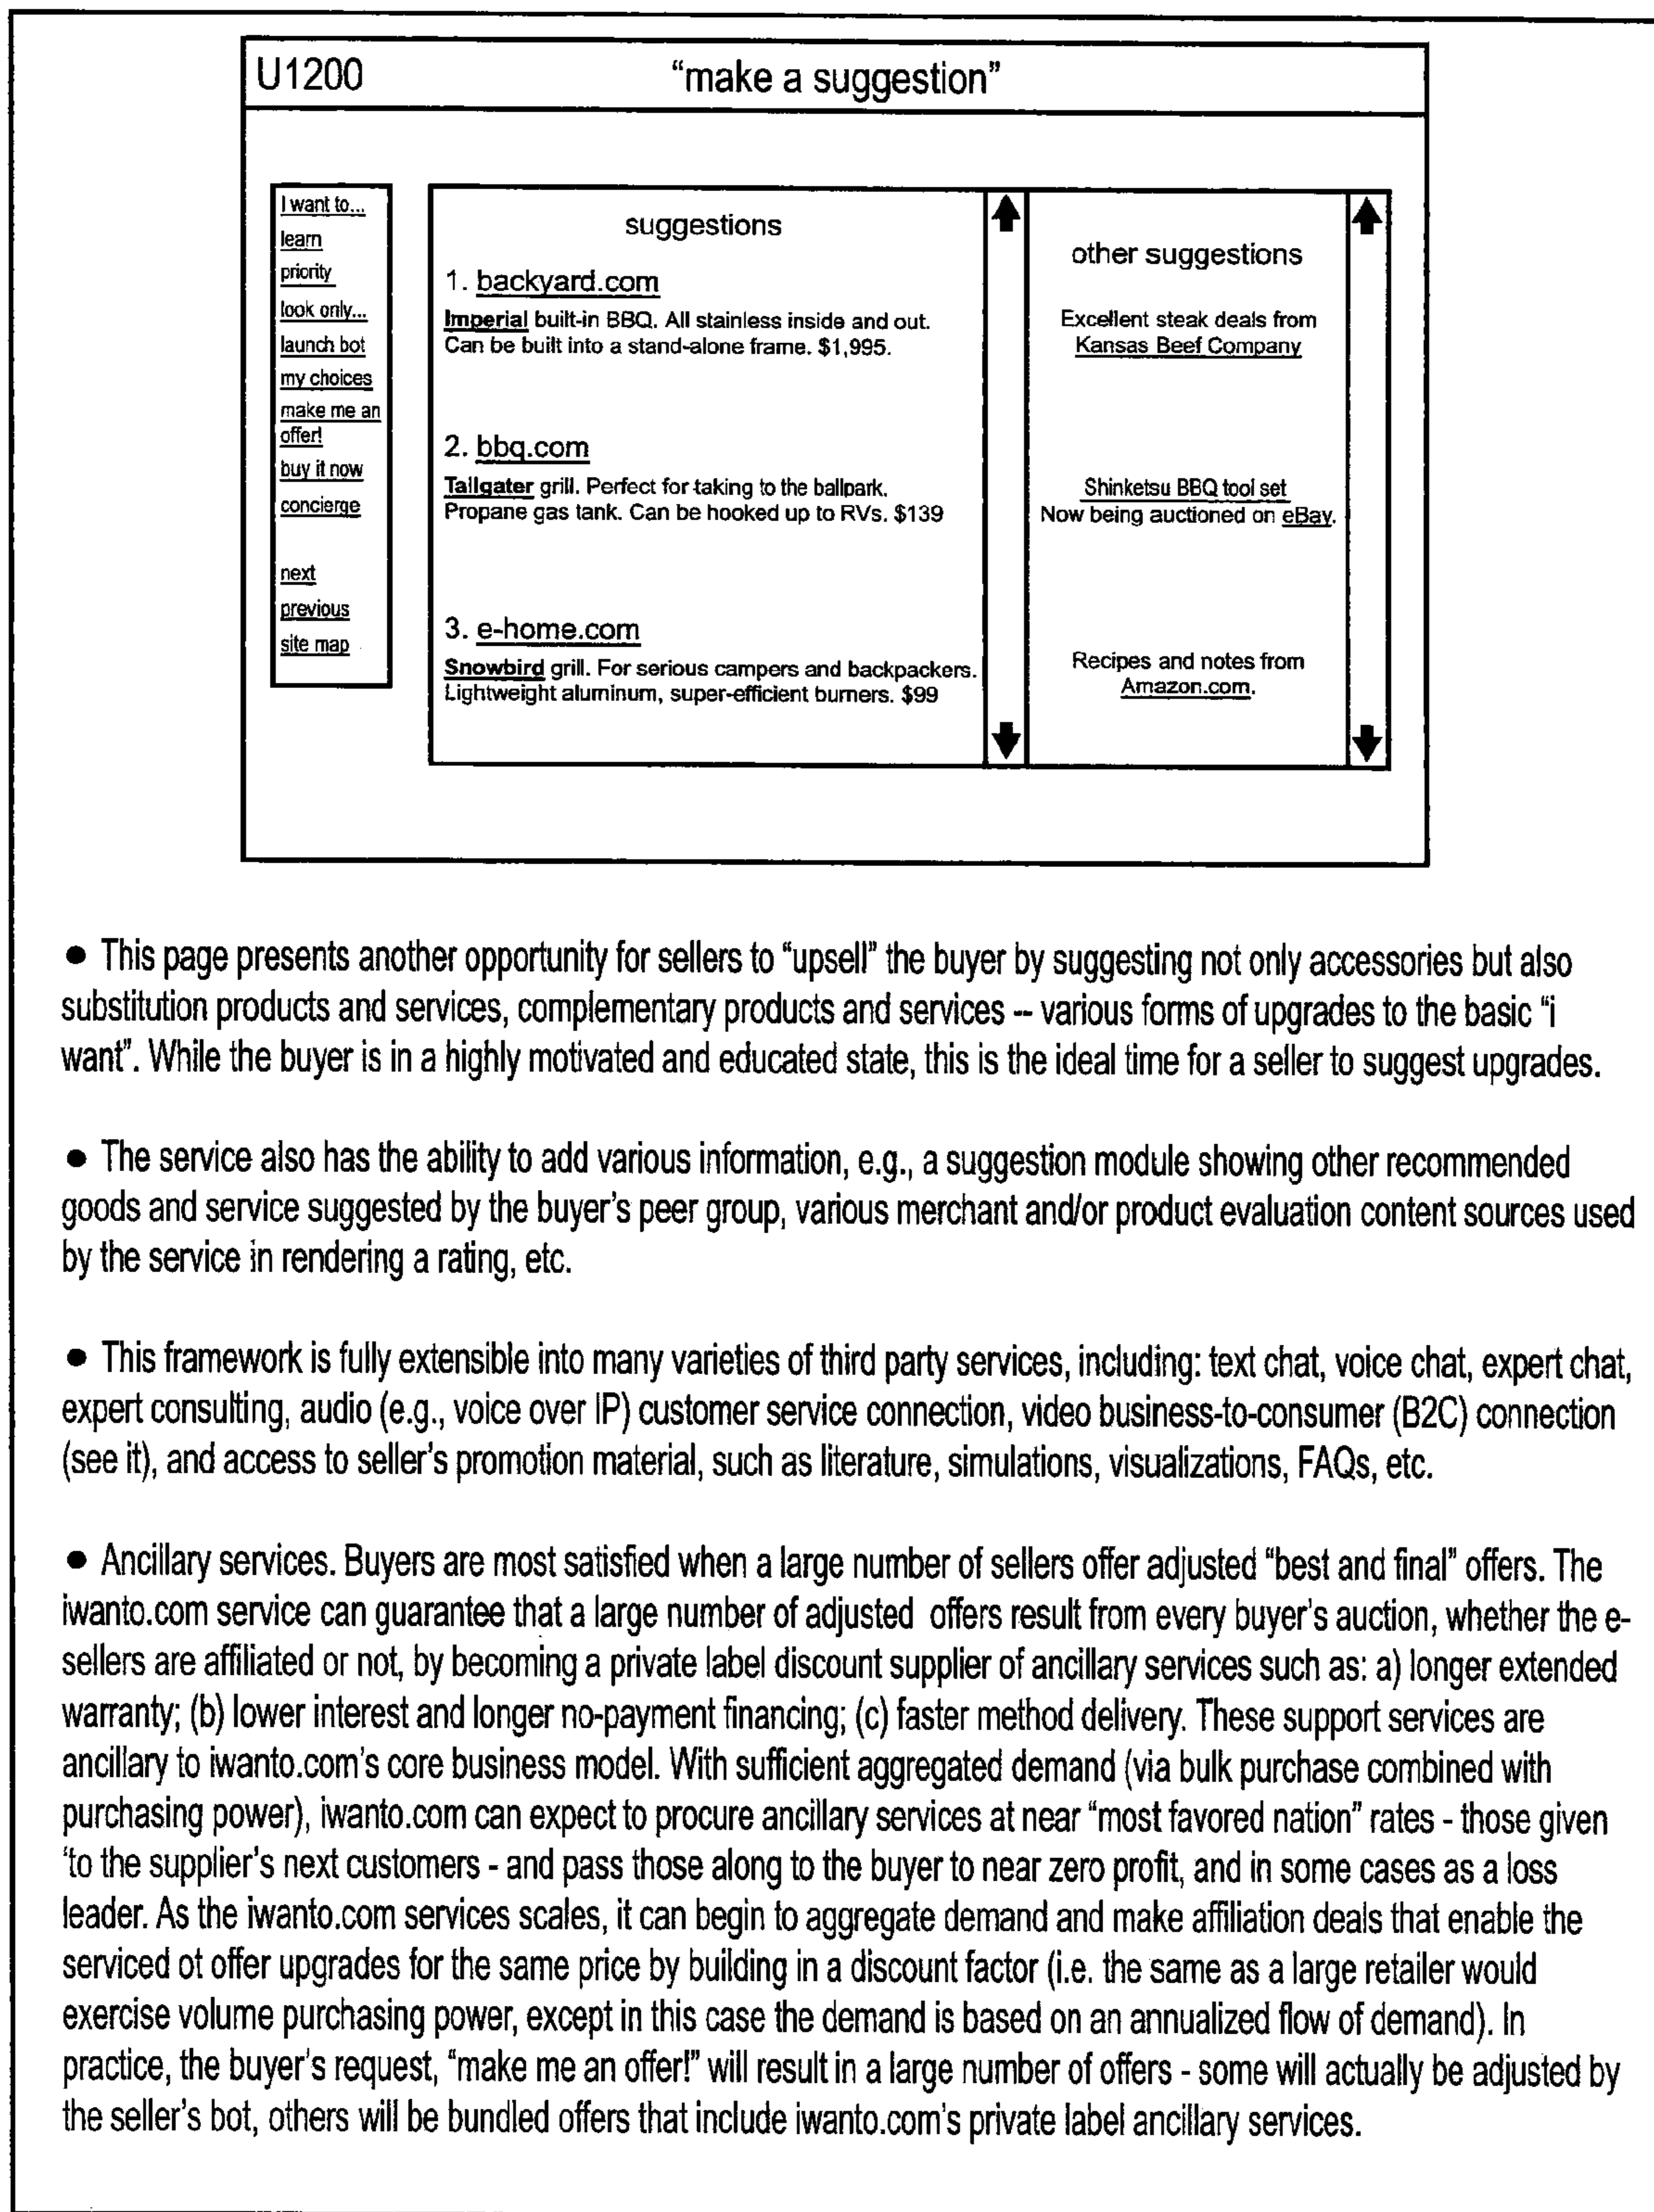 U1200
"make a suggestion"
I want to...
learn
priority
look only...
launch bot
my choices
make me an
offer!
buy it now
concierge
next
previous
site map
suggestions
1. backyard.com
Imperial built-in BBQ. All stainless inside and out.
Can be built into a stand-alone frame. $1,995.
2. bbq.com
Tailgater grill. Perfect for taking to the ballpark.
Propane gas tank. Can be hooked up to RVs. $139
3. e-home.com
Snowbird grill. For serious campers and backpackers.
Lightweight aluminum, super-efficient burners. $99
other suggestions
Excellent steak deals from
Kansas Beef Company
Shinketsu BBQ tool set
Now being auctioned on eBay.
Recipes and notes from
Amazon.com.
● This page presents another opportunity for sellers to "upsell" the buyer by suggesting not only accessories but also
substitution products and services, complementary products and services -- various forms of upgrades to the basic "i
want". While the buyer is in a highly motivated and educated state, this is the ideal time for a seller to suggest upgrades.
● The service also has the ability to add various information, e.g., a suggestion module showing other recommended
goods and service suggested by the buyer's peer group, various merchant and/or product evaluation content sources used
by the service in rendering a rating, etc.
● This framework is fully extensible into many varieties of third party services, including: text chat, voice chat, expert chat,
expert consulting, audio (e.g., voice over IP) customer service connection, video business-to-consumer (B2C) connection
(see it), and access to seller's promotion material, such as literature, simulations, visualizations, FAQs, etc.
● Ancillary services. Buyers are most satisfied when a large number of sellers offer adjusted "best and final" offers. The
iwanto.com service can guarantee that a large number of adjusted offers result from every buyer's auction, whether the e-
sellers are affiliated or not, by becoming a private label discount supplier of ancillary services such as: a) longer extended
warranty; (b) lower interest and longer no-payment financing; (c) faster method delivery. These support services are
ancillary to iwanto.com's core business model. With sufficient aggregated demand (via bulk purchase combined with
purchasing power), iwanto.com can expect to procure ancillary services at near "most favored nation" rates - those given
'to the supplier's next customers - and pass those along to the buyer to near zero profit, and in some cases as a loss
leader. As the iwanto.com services scales, it can begin to aggregate demand and make affiliation deals that enable the
serviced ot offer upgrades for the same price by building in a discount factor (i.e. the same as a large retailer would
exercise volume purchasing power, except in this case the demand is based on an annualized flow of demand). In
practice, the buyer's request, "make me an offer!" will result in a large number of offers - some will actually be adjusted by
the seller's bot, others will be bundled offers that include iwanto.com's private label ancillary services.